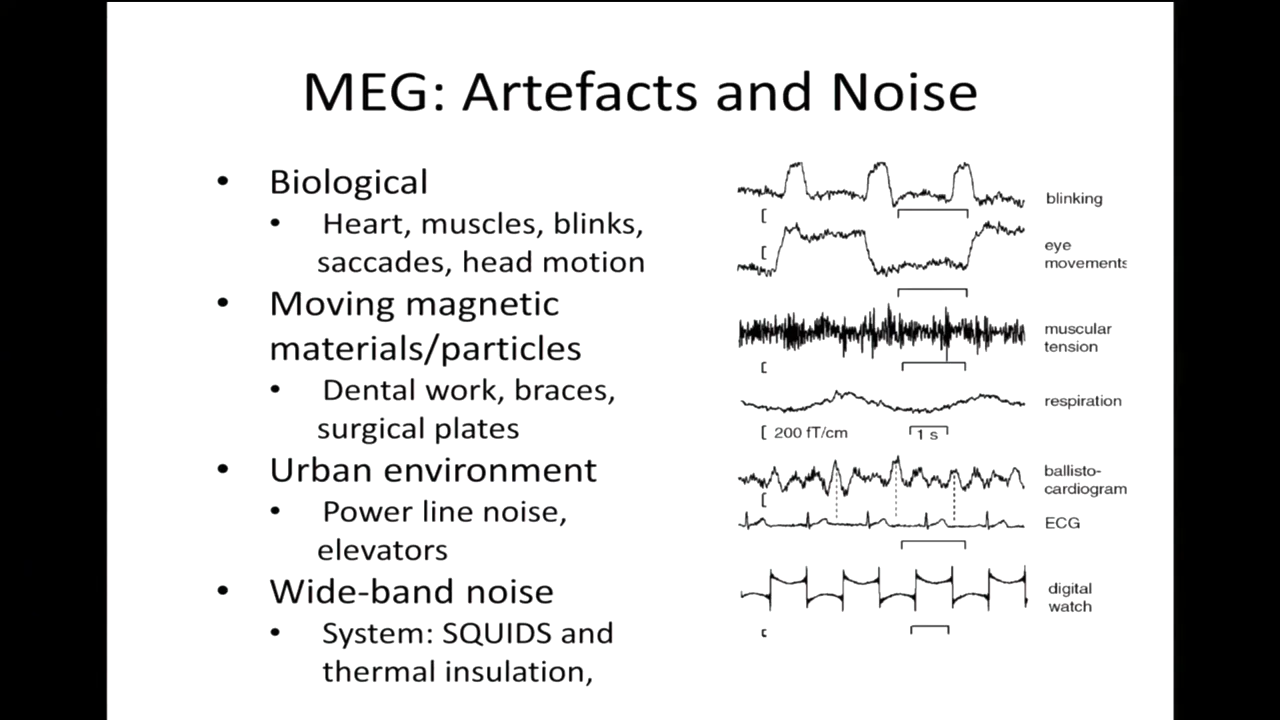 MEG: Artefacts and Noise
• Biological
• Heart, muscles, blinks,
saccades, head motion
• Moving magnetic
materials/particles
• Dental work, braces,
surgical plates
• Urban environment
• Power line noise,
elevators
• Wide-band noise
• System: SQUIDS and
thermal insulation,
blinking
eye
movements
muscular
tension
respiration
200 fT/cm
1 s
ballisto-
cardiogram
ECG
digital
watch